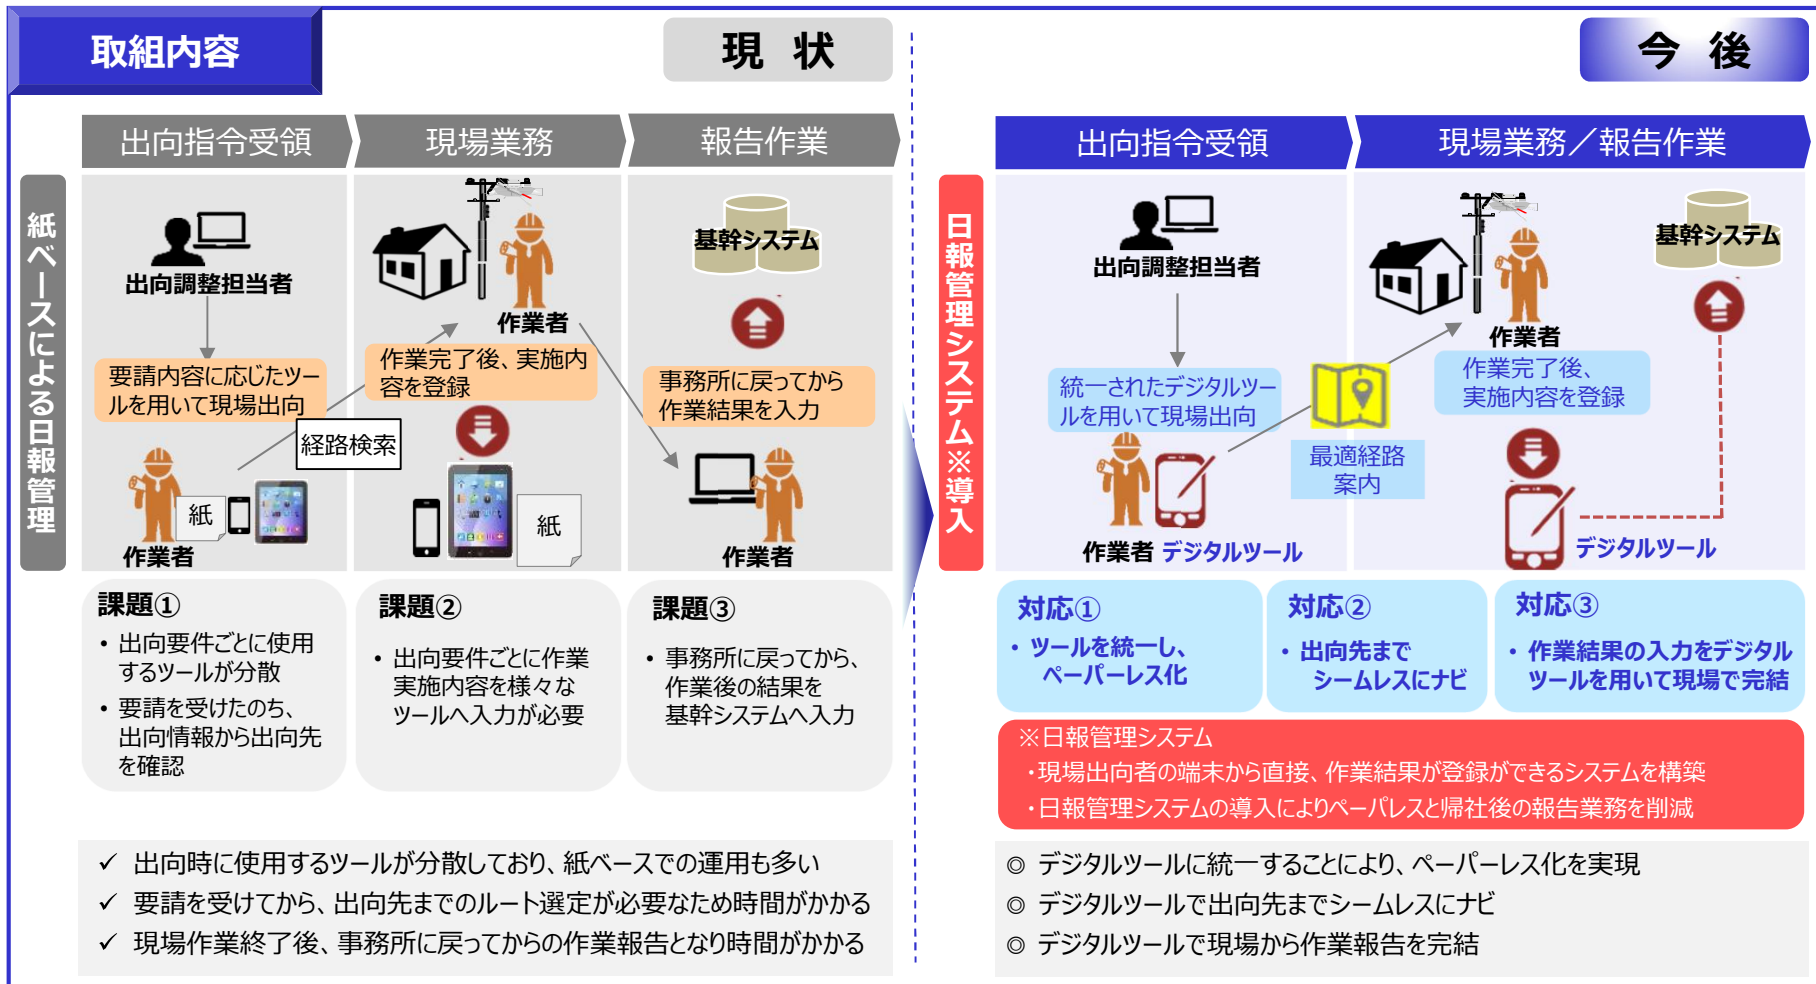 取組内容
現 状
今 後
出向指令受領
現場業務
報告作業
紙ベースによる日報管理
出向調整担当者
要請内容に応じたツー
ルを用いて現場出向
経路検索
紙
作業者
作業者
作業完了後、実施内
容を登録
紙
基幹システム
事務所に戻ってから
作業結果を入力
作業者
課題①
・ 出向要件ごとに使用
するツールが分散
・ 要請を受けたのち、
出向情報から出向先
を確認
課題②
・ 出向要件ごとに作業
実施内容を様々な
ツールへ入力が必要
課題③
・ 事務所に戻ってから、
作業後の結果を
基幹システムへ入力
✓ 出向時に使用するツールが分散しており、紙ベースでの運用も多い
✓ 要請を受けてから、出向先までのルート選定が必要なため時間がかかる
✓ 現場作業終了後、事務所に戻ってからの作業報告となり時間がかかる
出向指令受領
現場業務／報告作業
日報管理システム※導入
出向調整担当者
統一されたデジタルツー
ルを用いて現場出向
作業者 デジタルツール
最適経路
案内
作業者
作業完了後、
実施内容を登録
デジタルツール
基幹システム
対応①
・ ツールを統一し、
ペーパーレス化
対応②
・ 出向先まで
シームレスにナビ
対応③
・ 作業結果の入力をデジタル
ツールを用いて現場で完結
※日報管理システム
・現場出向者の端末から直接、作業結果が登録ができるシステムを構築
・日報管理システムの導入によりペーパレスと帰社後の報告業務を削減
◎ デジタルツールに統一することにより、ペーパーレス化を実現
◎ デジタルツールで出向先までシームレスにナビ
◎ デジタルツールで現場から作業報告を完結